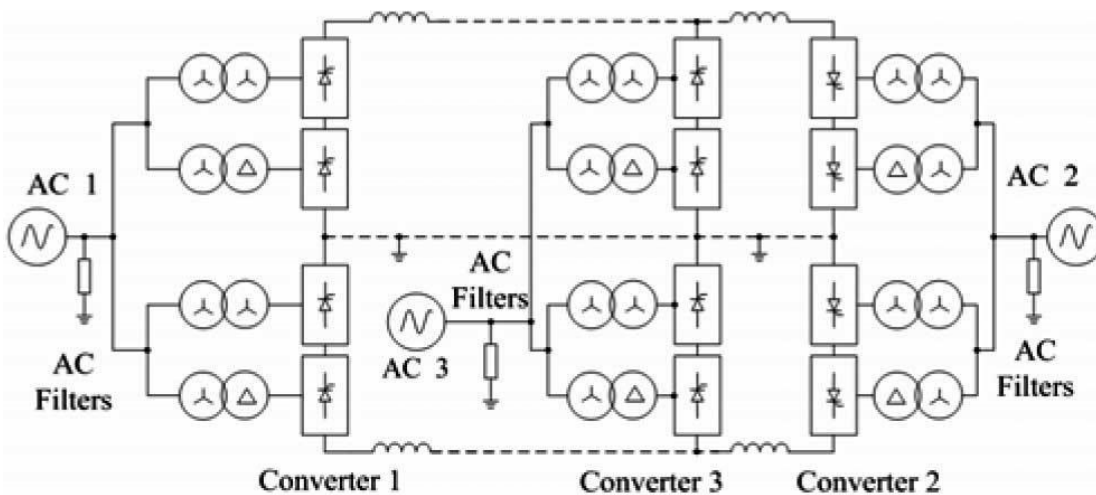 AC 1
AC 2
AC
Filters
AC 3
AC
Filters
AC
Filters
Converter 1
Converter 3
Converter 2